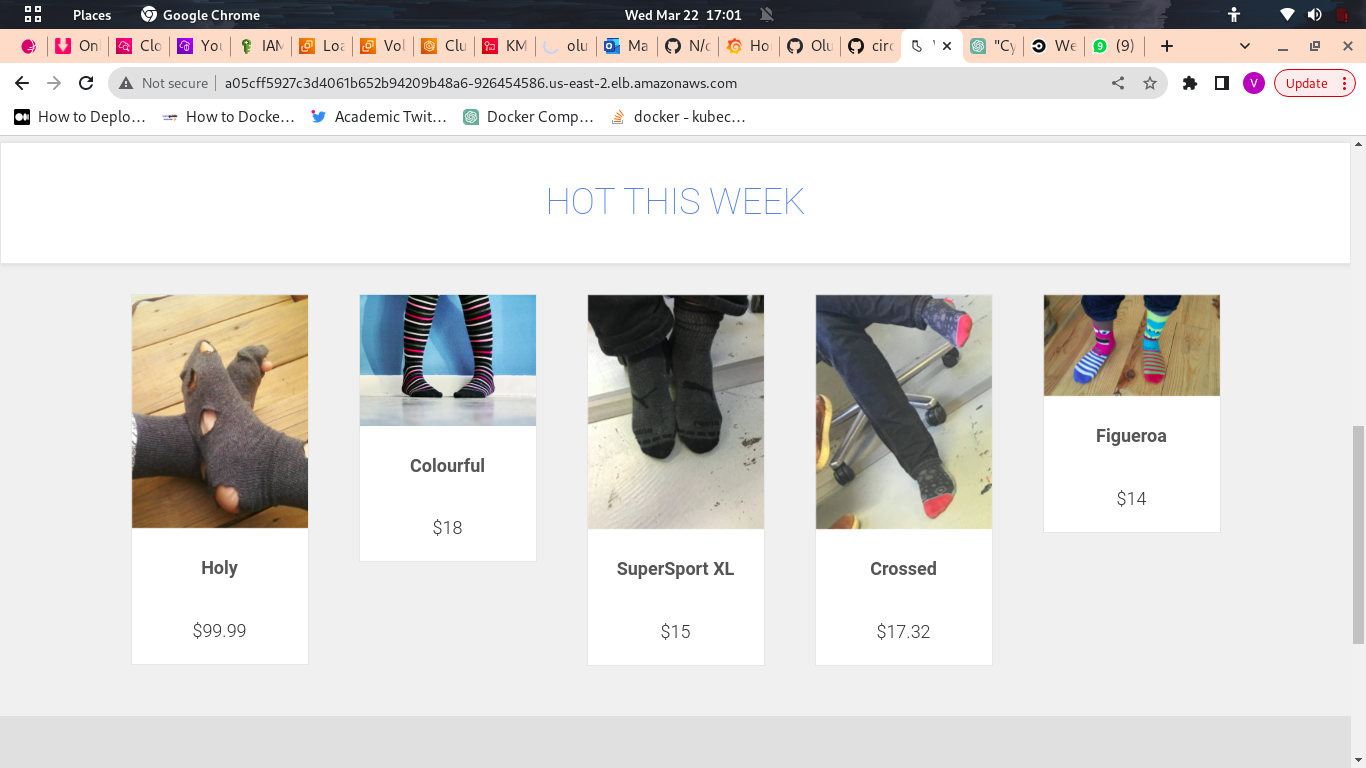 Places
Google Chrome
Wed Mar 22 17:01
Onl
Clo
You
IAM
Loa
Vol
Clu
KM
olu
Ma
N/c
Ho
Olu
circ
"Cy
We
(9)
Not secure
a05cff5927c3d4061b652b94209b48a6-926454586.us-east-2.elb.amazonaws.com
V
Update
How to Deplo…
How to Docke…
Academic Twit…
Docker Comp…
docker - kubec…
HOT THIS WEEK
Holy
$99.99
Colourful
$18
SuperSport XL
$15
Crossed
$17.32
Figueroa
$14